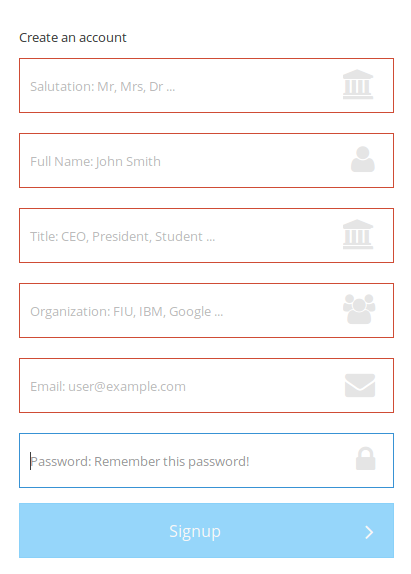 Create an account
Salutation: Mr, Mrs, Dr ...
Full Name: John Smith
Title: CEO, President, Student ...
Organization: FIU, IBM, Google ...
Email: user@example.com
Password: Remember this password!
Signup